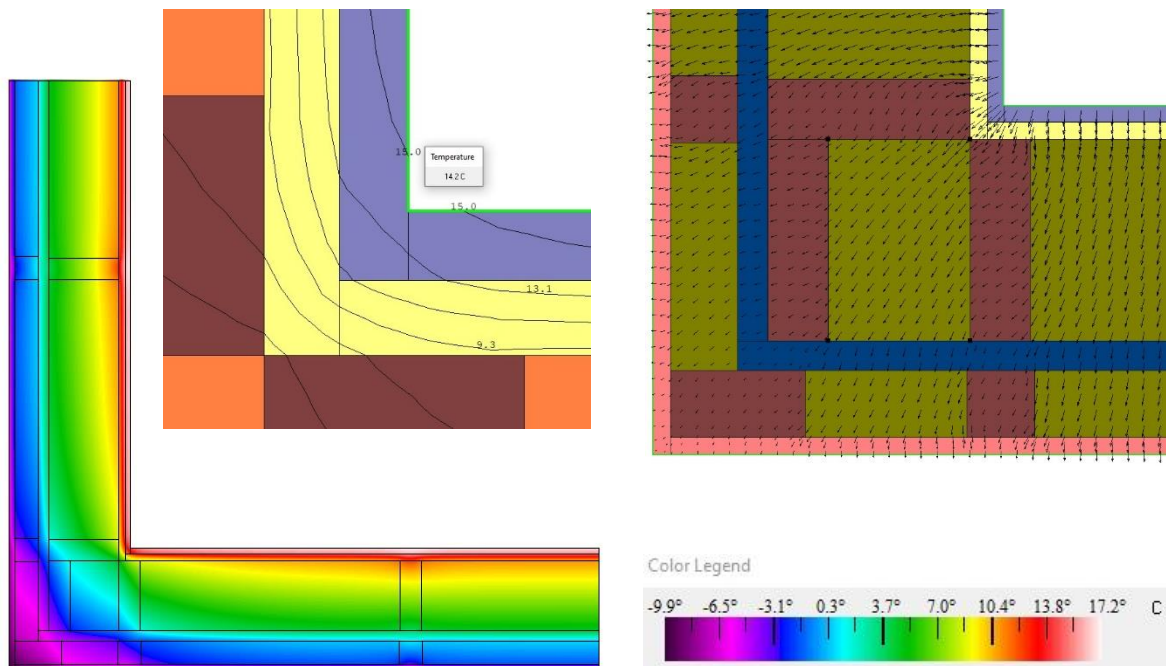 15.0
Temperature
14.2 C
15.0
13.1
9.3
Color Legend
-9.9° -6.5° -3.1° 0.3° 3.7° 7.0° 10.4° 13.8° 17.2° C